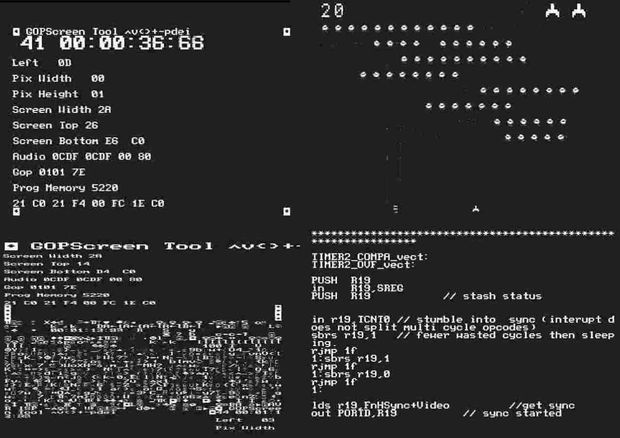 GOPScreen Tool ^v<>+-pdei
41 00:00:36:66
Left 0D
Pix Width 00
Pix Height 01
Screen Width 2A
Screen Top 26
Screen Bottom E6 C0
Audio 0CDF 0CDF 00 80
Gop 0101 7E
Prog Memory 5220
21 C0 21 F4 00 FC 1E C0
20
GOPScreen Tool ^v<>+-
Screen Width 2A
Screen Top 14
Screen Bottom D4 C0
Audio 0CDF 0CDF 00 80
Gop 0101 7E
Prog Memory 5220
21 C0 21 F4 00 FC 1E C0
Left 03
Pix Width
TIMER2_COMPA_vect:
TIMER2_OVF_vect:
PUSH R19
in r19,SREG
PUSH R19 // stash status
in r19,TCNT0 // stumble into sync (interupt d
oes not split multi cycle opcodes)
sbrs r19,1 // fewer wasted cycles then sleep
ing.
rjmp 1f
1:sbrs r19,1
rjmp 1f
1:sbrs r19,0
rjmp 1f
1:
lds r19,FnHSync+Video //get sync
out PORTD,R19 // sync started